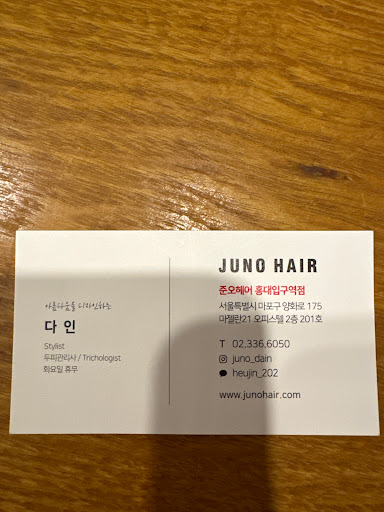 아름다움을 디자인하는
다인
Stylist
두피관리사 / Trichologist
화요일 휴무
JUNO HAIR
준오헤어 홍대입구역점
서울특별시 마포구 양화로 175
마젤란21 오피스텔 2층 201호
T 02.336.6050
juno_dain
heujin_202
www.junohair.com